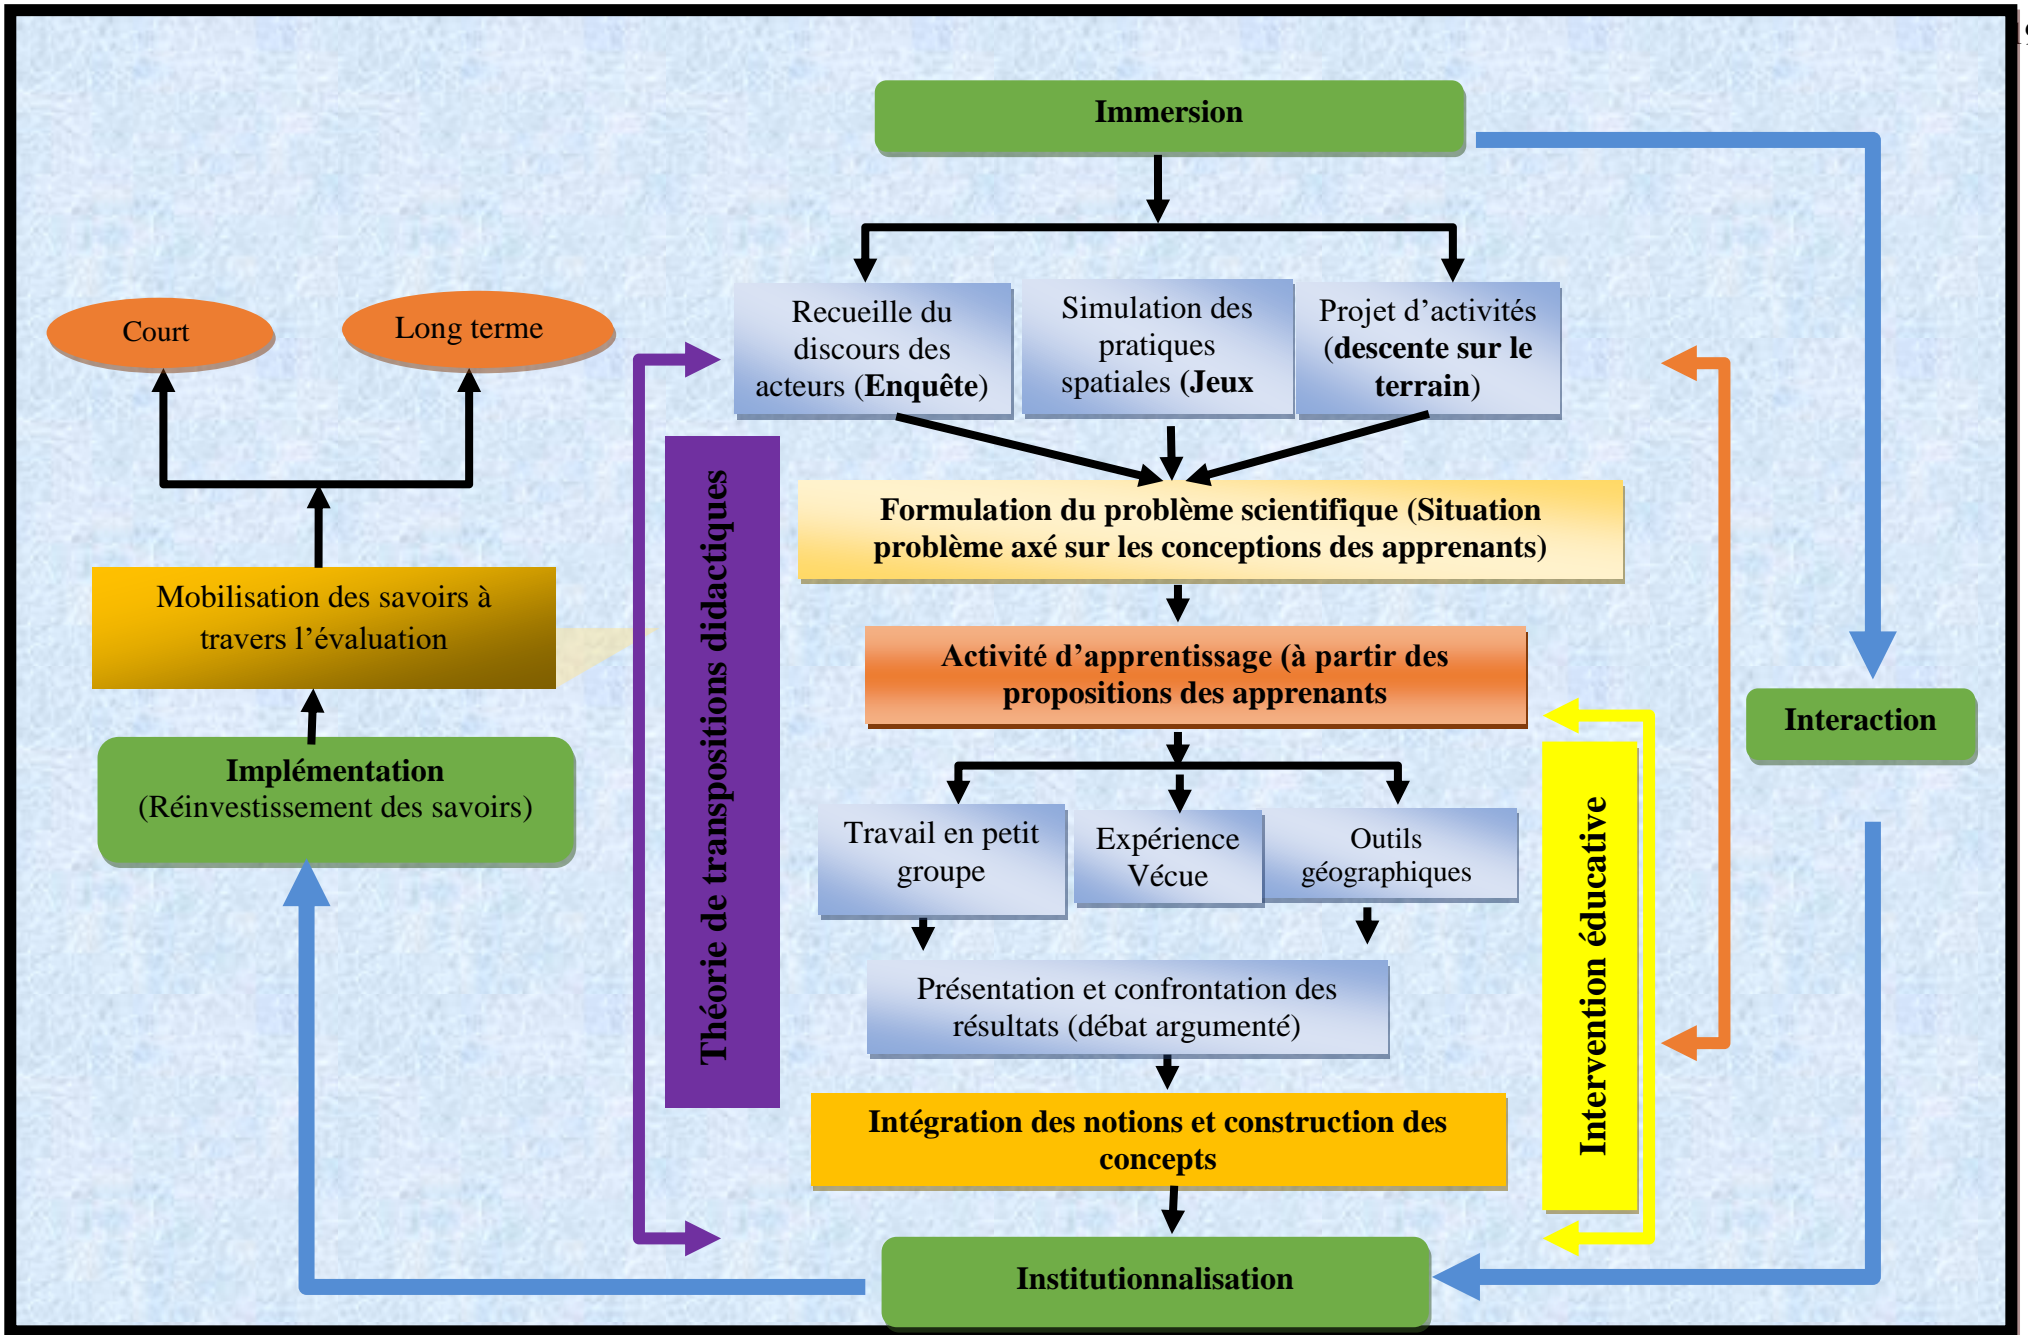 Immersion
Recueille du
discours des
acteurs (Enquête)
Simulation des
pratiques
spatiales (Jeux
Projet d'activités
(descente sur le
terrain)
Court
Long terme
Formulation du problème scientifique (Situation
problème axé sur les conceptions des apprenants)
Mobilisation des savoirs à
travers l'évaluation
Théorie de transpositions didactiques
Activité d'apprentissage (à partir des
propositions des apprenants
Interaction
Implémentation
(Réinvestissement des savoirs)
Travail en petit
groupe
Expérience
Vécue
Outils
géographiques
Intervention éducative
Présentation et confrontation des
résultats (débat argumenté)
Intégration des notions et construction des
concepts
Institutionnalisation